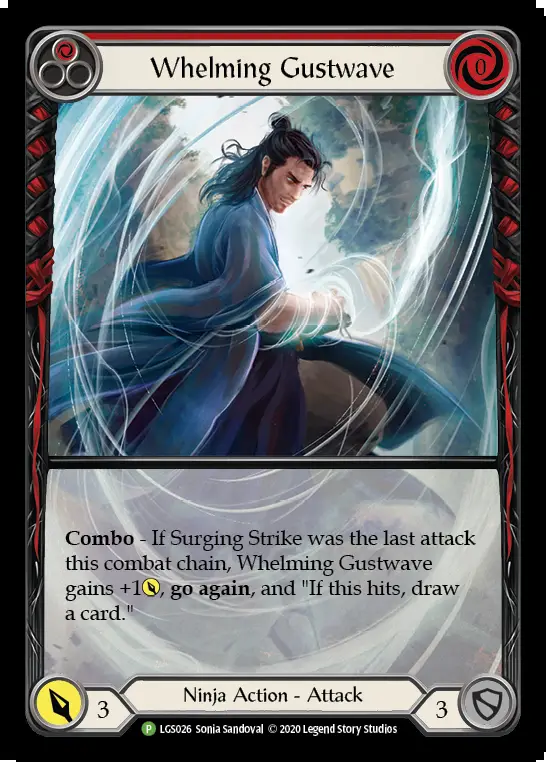 Whelming Gustwave
0
Combo - If Surging Strike was the last attack
this combat chain, Whelming Gustwave
gains +1, go again, and "If this hits, draw
a card."
3
Ninja Action - Attack
3
P LGS026 Sonia Sandoval © 2020 Legend Story Studios